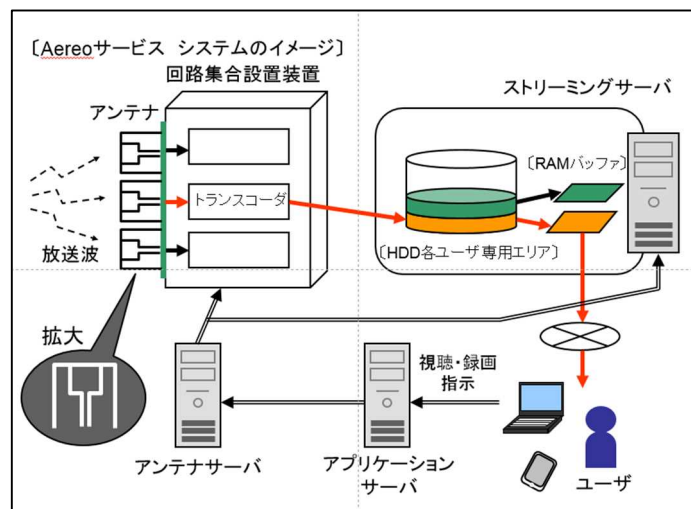 〔Aereoサービス システムのイメージ〕
回路集合設置装置
アンテナ
ストリーミングサーバ
〔RAMバッファ〕
トランスコーダ
放送波
〔HDD各ユーザ専用エリア〕
拡大
視聴・録画
指示
アンテナサーバ
アプリケーション
サーバ
ユーザ